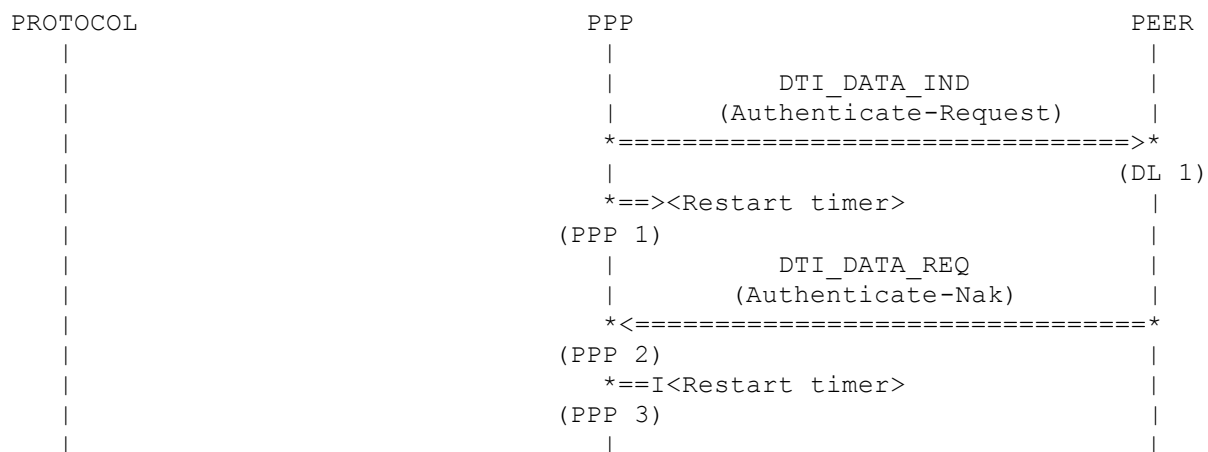 PROTOCOL PPP PEER
| | |
| | DTI_DATA_IND |
| | (Authenticate-Request) |
| *================================>*
| | (DL 1)
| *==><Restart timer> |
| (PPP 1) |
| | DTI_DATA_REQ |
| | (Authenticate-Nak) |
| *<================================*
| (PPP 2) |
| *==I<Restart timer> |
| (PPP 3) |
| | |